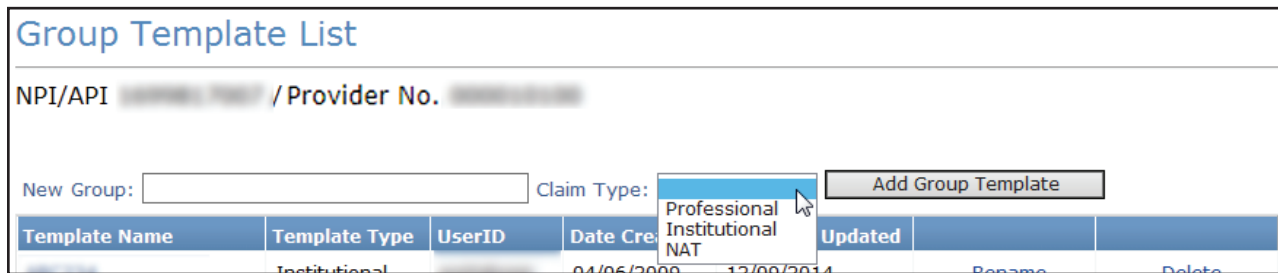 Group Template List
NPI/API / Provider No.
New Group: Claim Type: Add Group Template
Professional
Institutional
NAT
Template Name Template Type UserID Date Crea Updated
Institutional 04/06/2009 12/09/2014 Rename Delete